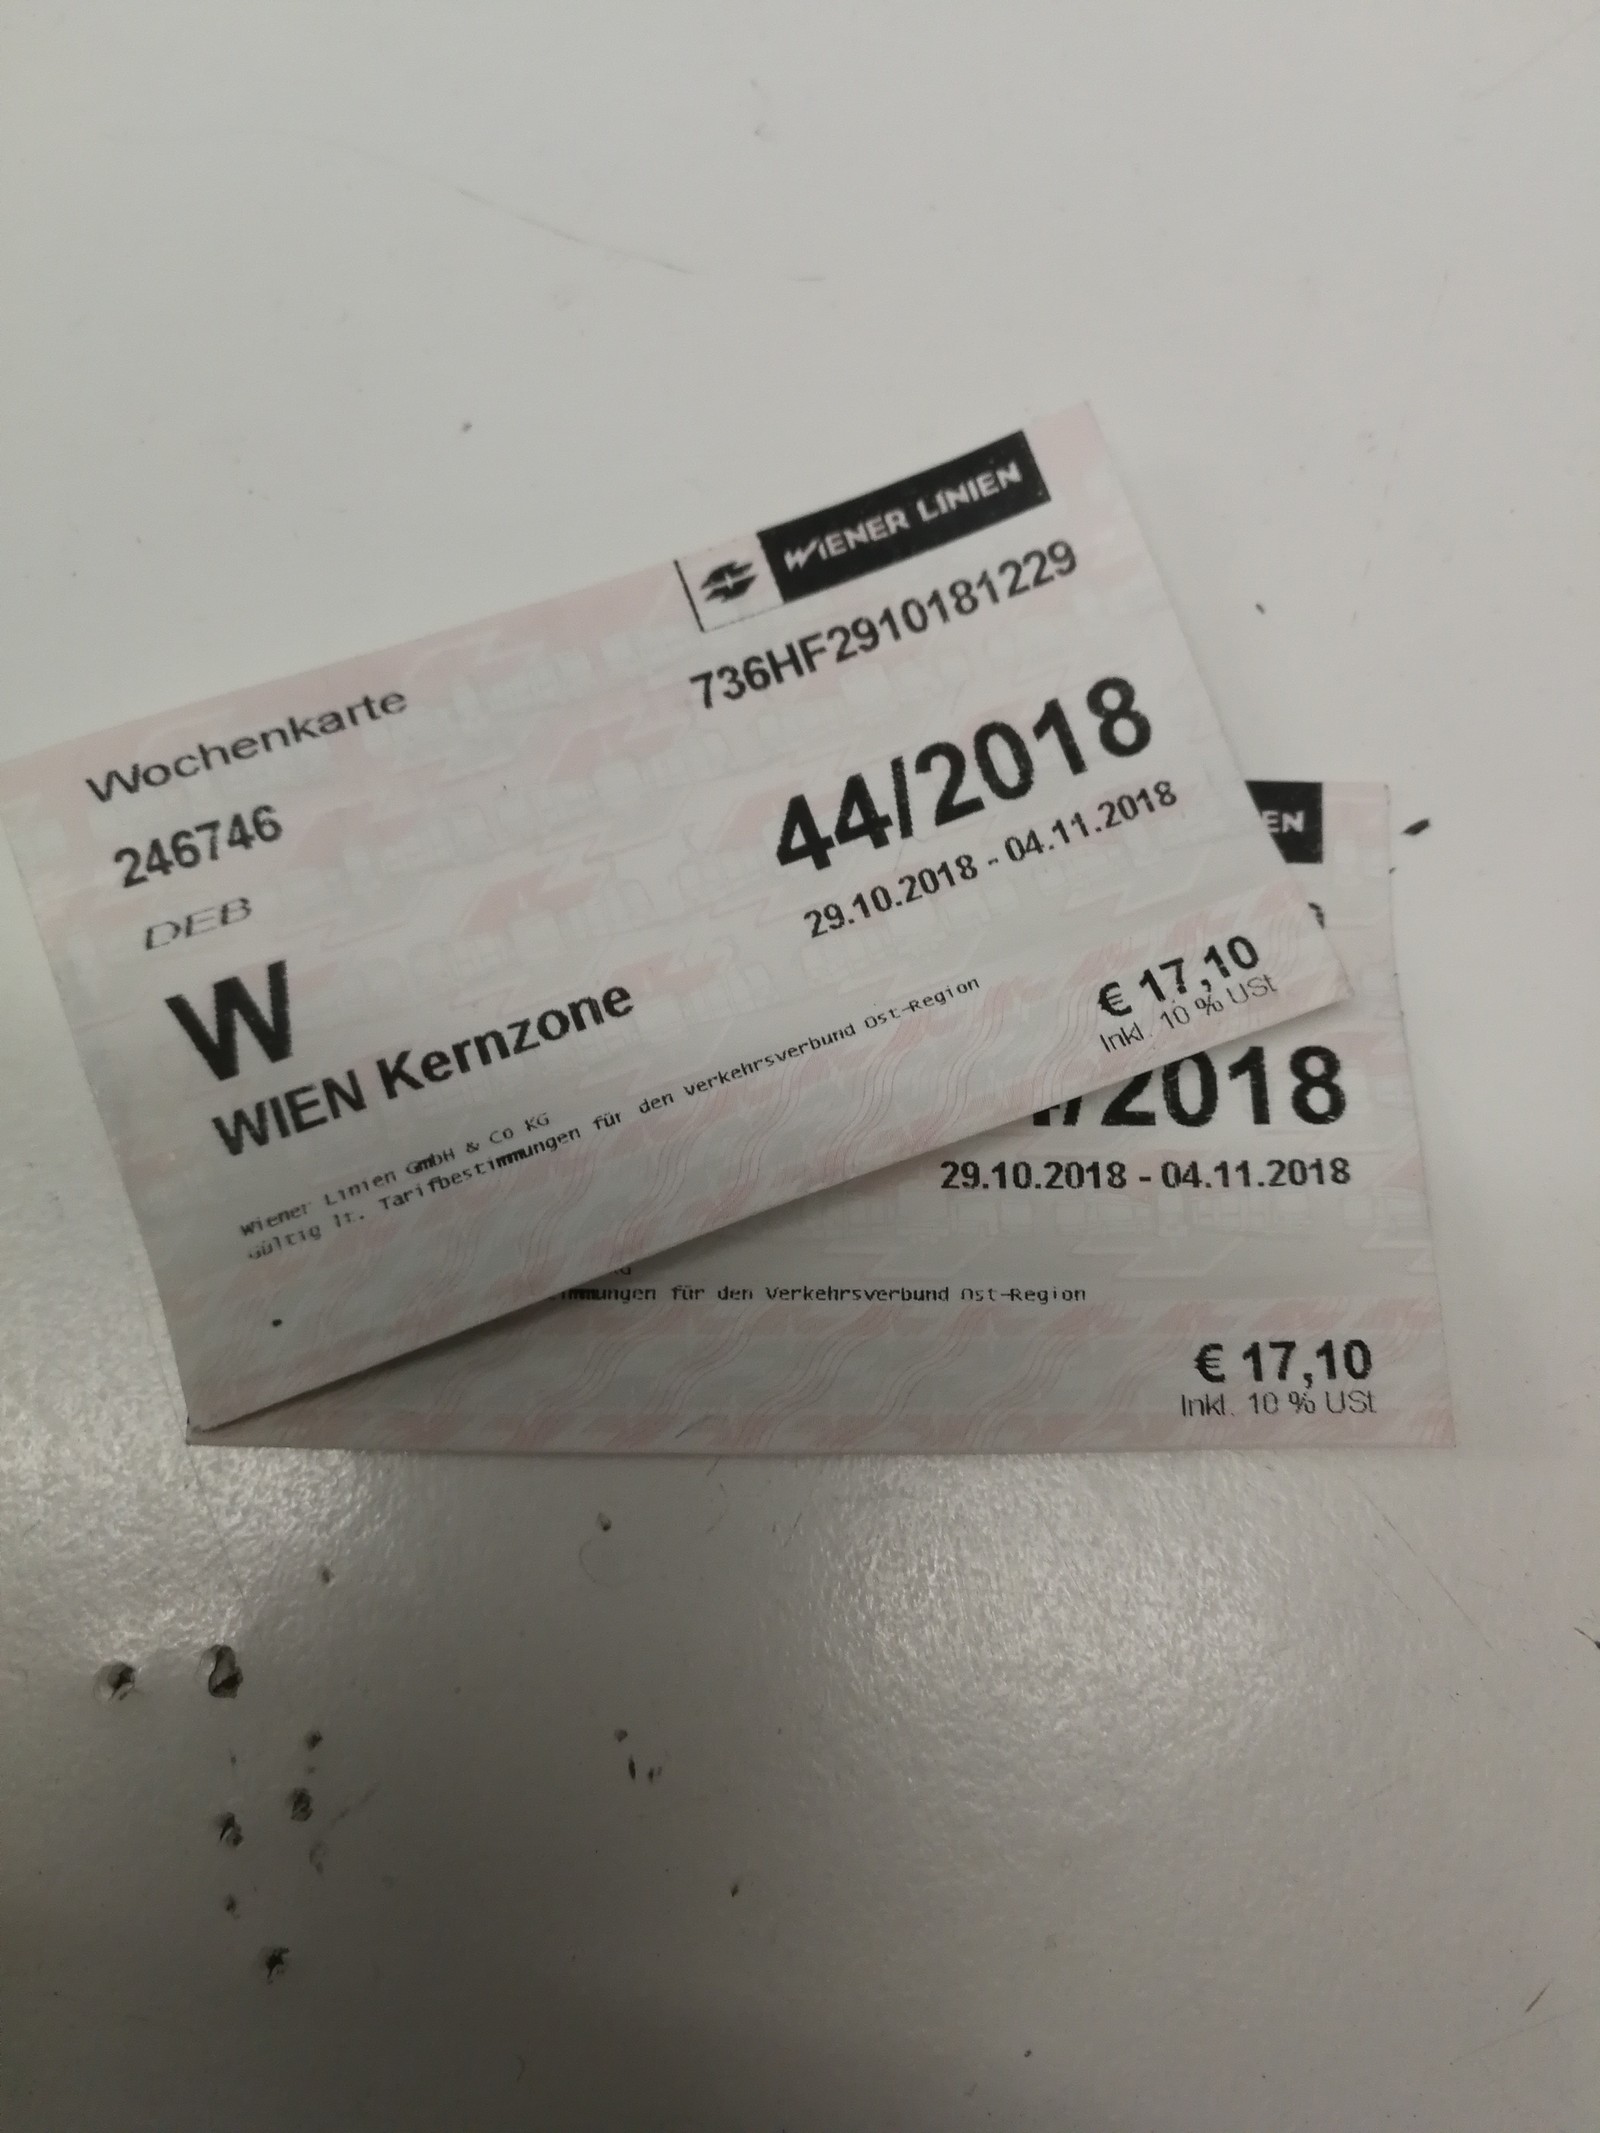 WIENER LINIEN
Wochenkarte
736HF2910181229
246746
44/2018
DEB
29.10.2018 - 04.11.2018
W
WIEN Kernzone
€ 17,10
Inkl. 10 % USt
Wiener Linien GmbH & Co KG
Gültig lt. Tarifbestimmungen für den Verkehrsverbund Ost-Region
EN
/2018
29.10.2018 - 04.11.2018
mmungen für den Verkehrsverbund Ost-Region
€ 17,10
Inkl. 10 % USt